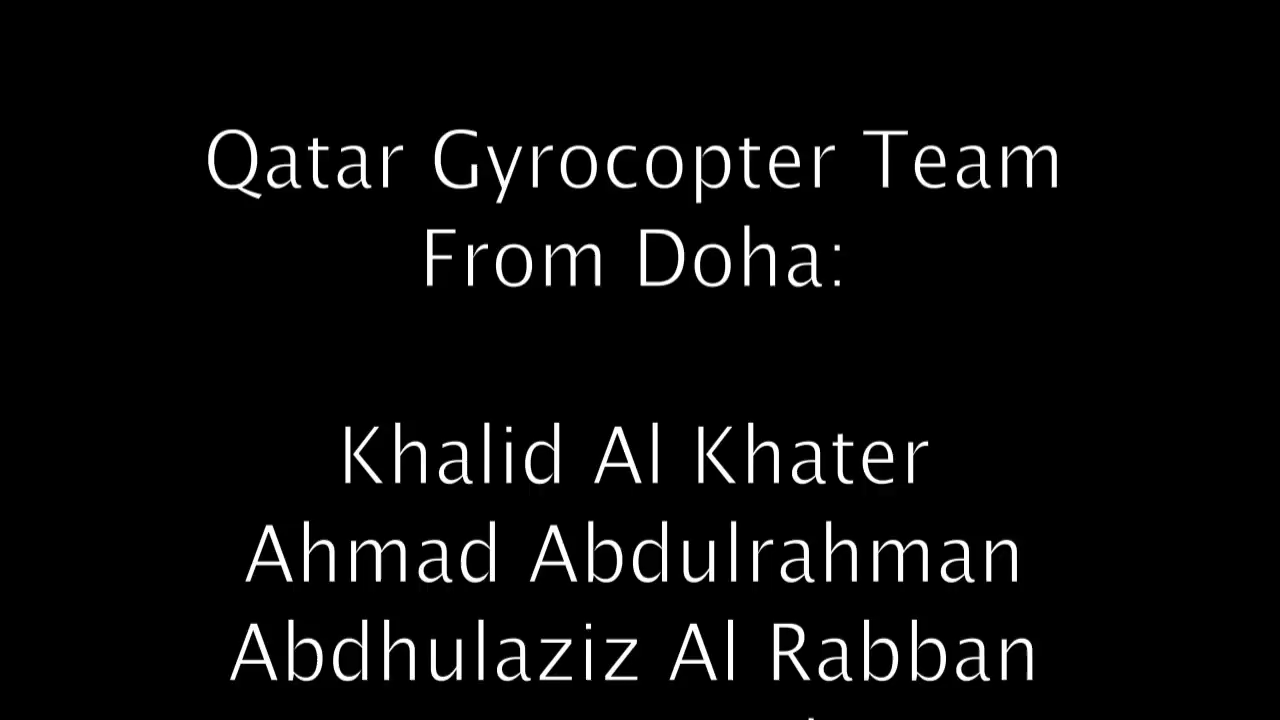 Qatar Gyrocopter Team
From Doha:
Khalid Al Khater
Ahmad Abdulrahman
Abdhulaziz Al Rabban